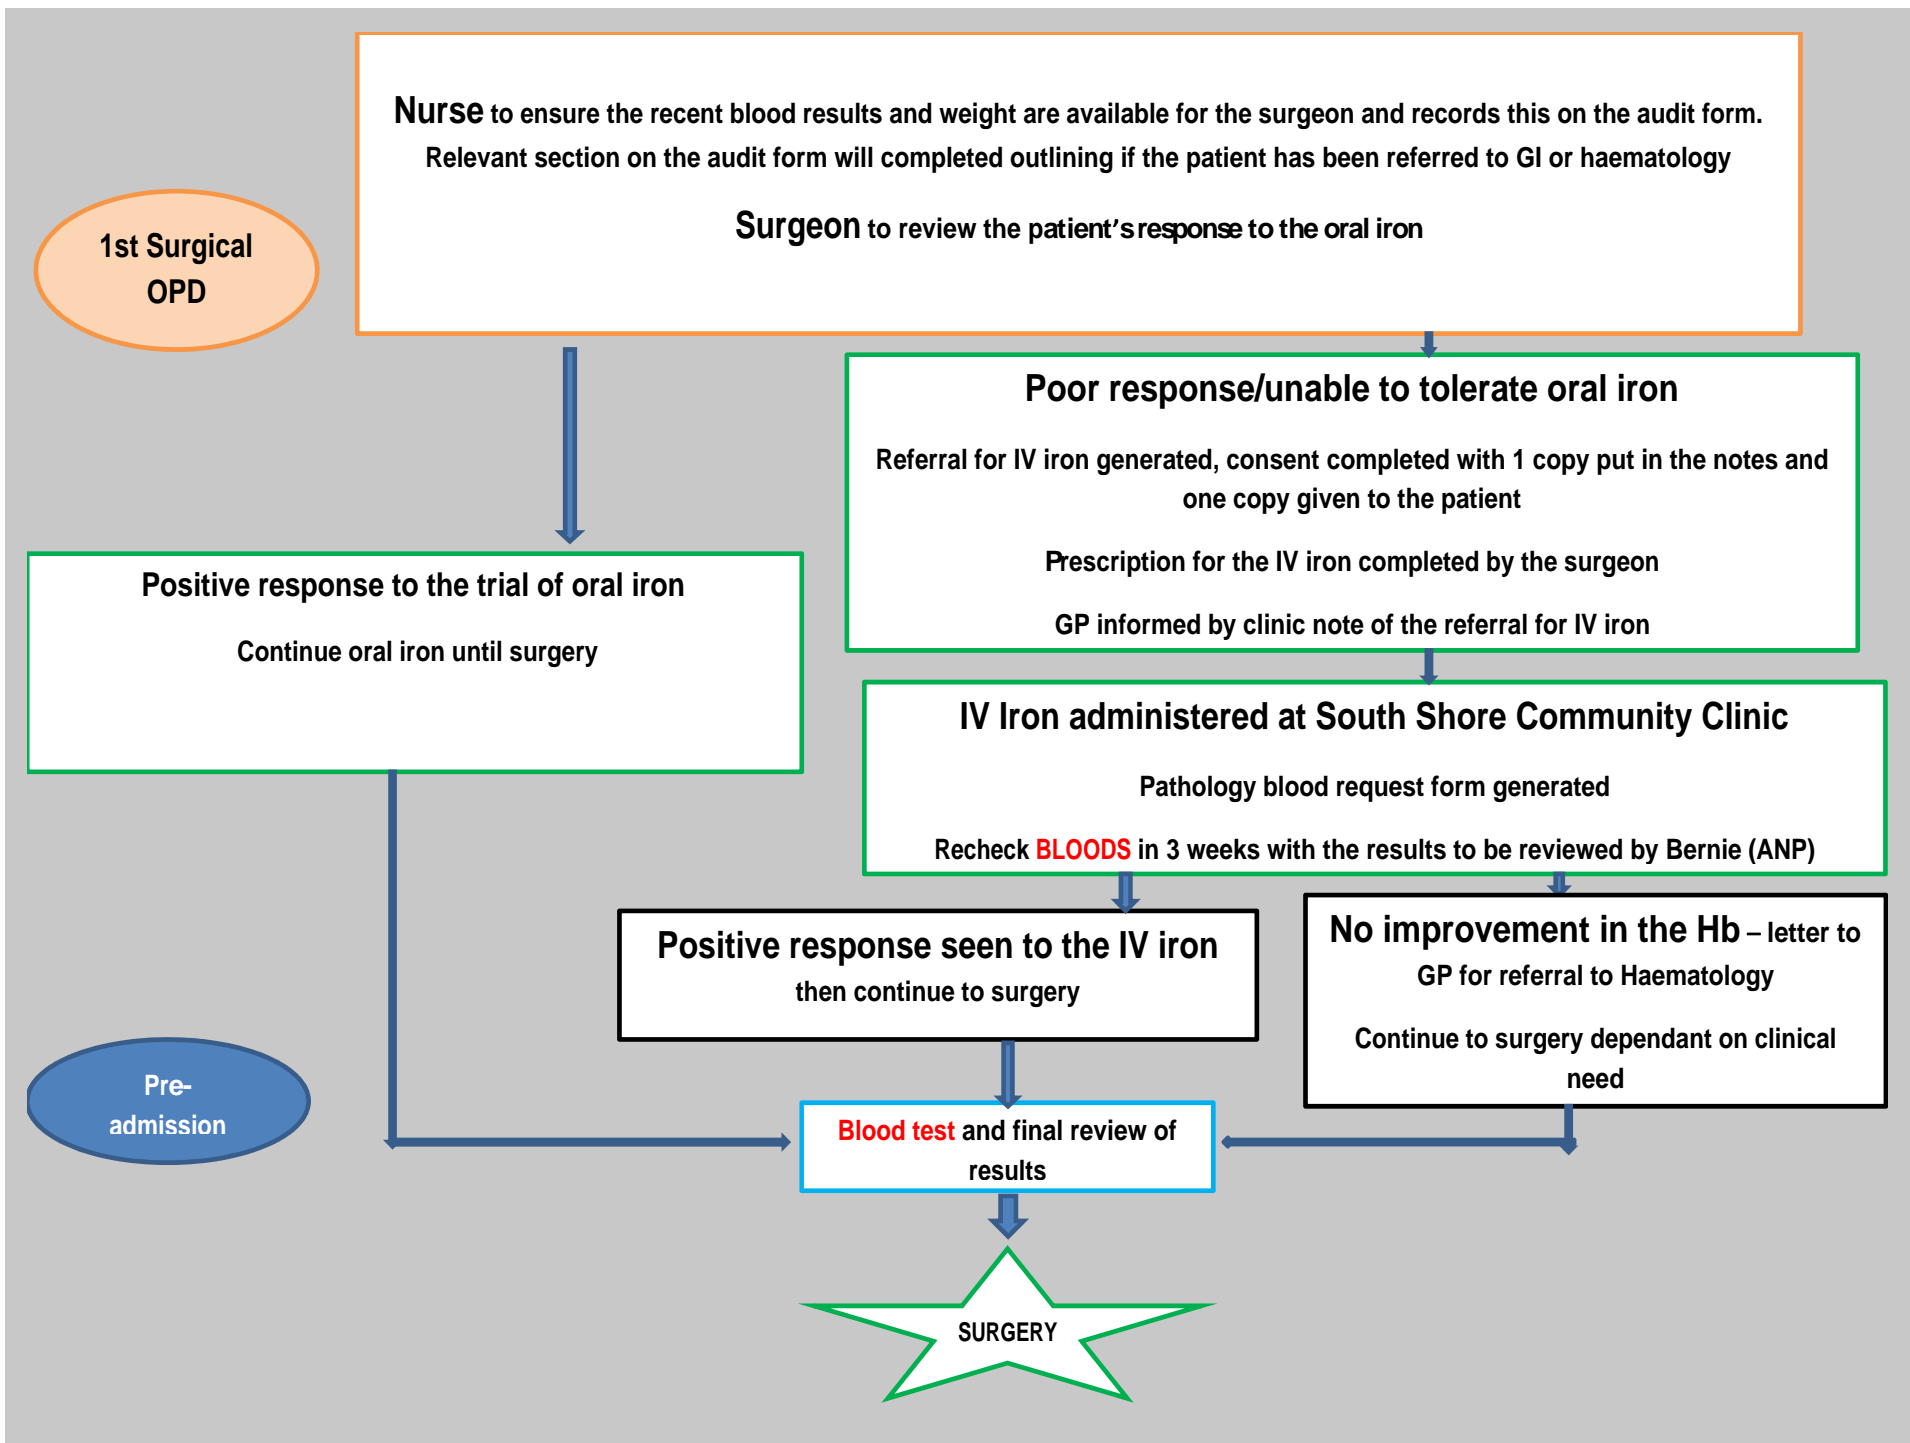 Nurse to ensure the recent blood results and weight are available for the surgeon and records this on the audit form.
Relevant section on the audit form will completed outlining if the patient has been referred to GI or haematology
Surgeon to review the patient's response to the oral iron
1st Surgical
OPD
Poor response/unable to tolerate oral iron
Referral for IV iron generated, consent completed with 1 copy put in the notes and
one copy given to the patient
Prescription for the IV iron completed by the surgeon
GP informed by clinic note of the referral for IV iron
Positive response to the trial of oral iron
Continue oral iron until surgery
IV Iron administered at South Shore Community Clinic
Pathology blood request form generated
Recheck BLOODS in 3 weeks with the results to be reviewed by Bernie (ANP)
Positive response seen to the IV iron
then continue to surgery
No improvement in the Hb – letter to
GP for referral to Haematology
Continue to surgery dependant on clinical
need
Pre-
admission
Blood test and final review of
results
SURGERY